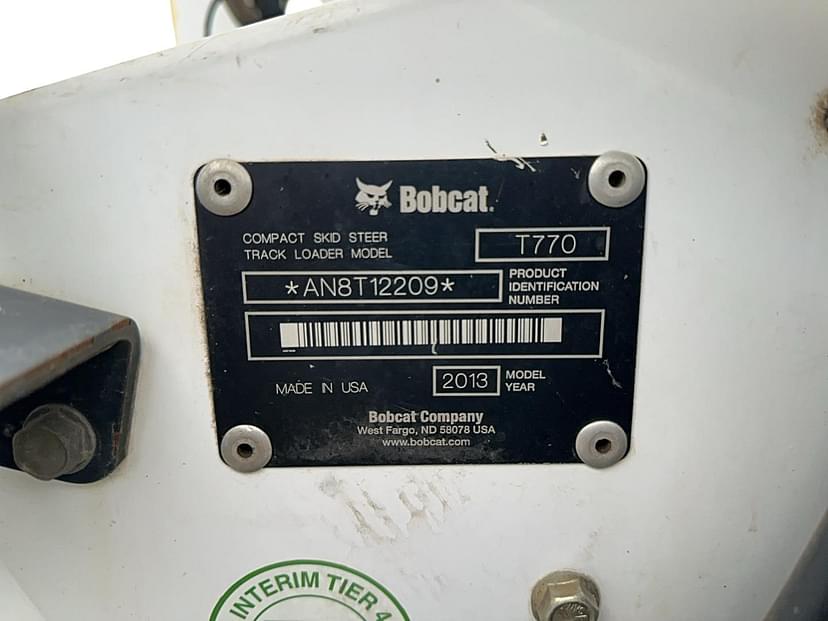 Bobcat.
COMPACT SKID STEER
TRACK LOADER MODEL
T770
*AN8T12209*
PRODUCT
IDENTIFICATION
NUMBER
MADE IN USA
2013
MODEL
YEAR
Bobcat Company
West Fargo, ND 58078 USA
www.bobcat.com
INTERIM TIER 4